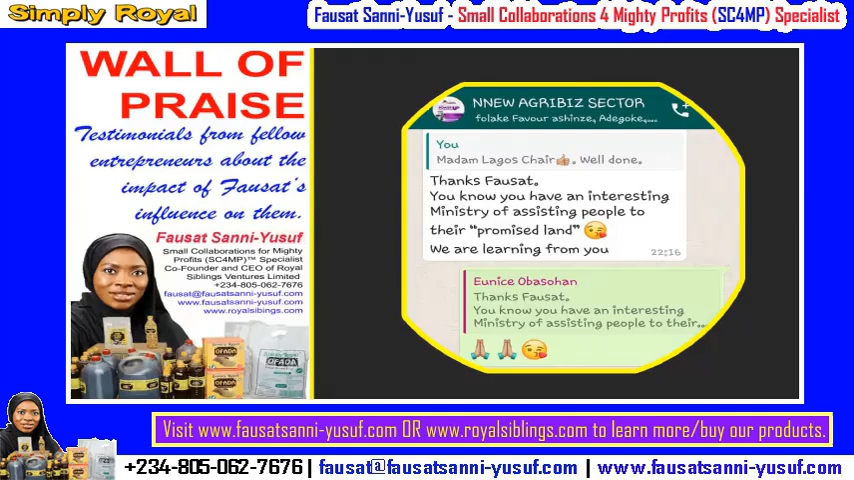 Simply Royal
Fausat Sanni-Yusuf - Small Collaborations 4 Mighty Profits (SC4MP) Specialist
WALL OF
PRAISE
Testimonials from fellow
entrepreneurs about the
impact of Fausat's
influence on them.
Fausat Sanni-Yusuf
Small Collaborations for Mighty
Profits (SC4MP)™ Specialist
Co-Founder and CEO of Royal
Siblings Ventures Limited
+234-805-062-7676
fausat@fausatsanni-yusuf.com
www.fausatsanni-yusuf.com
www.royalsibings.com
OFADA
OFADA
NNEW AGRIBIZ SECTOR
folake Favour ashinze, Adegoke,...
You
Madam Lagos Chair👍. Well done.
Thanks Fausat.
You know you have an interesting
Ministry of assisting people to
their “promised land” 😘
We are learning from you
22:16
Eunice Obasohan
Thanks Fausat.
You know you have an interesting
Ministry of assisting people to their..
🙏🙏😘
Visit www.fausatsanni-yusuf.com OR www.royalsiblings.com to learn more/buy our products.
+234-805-062-7676 | fausat@fausatsanni-yusuf.com | www.fausatsanni-yusuf.com